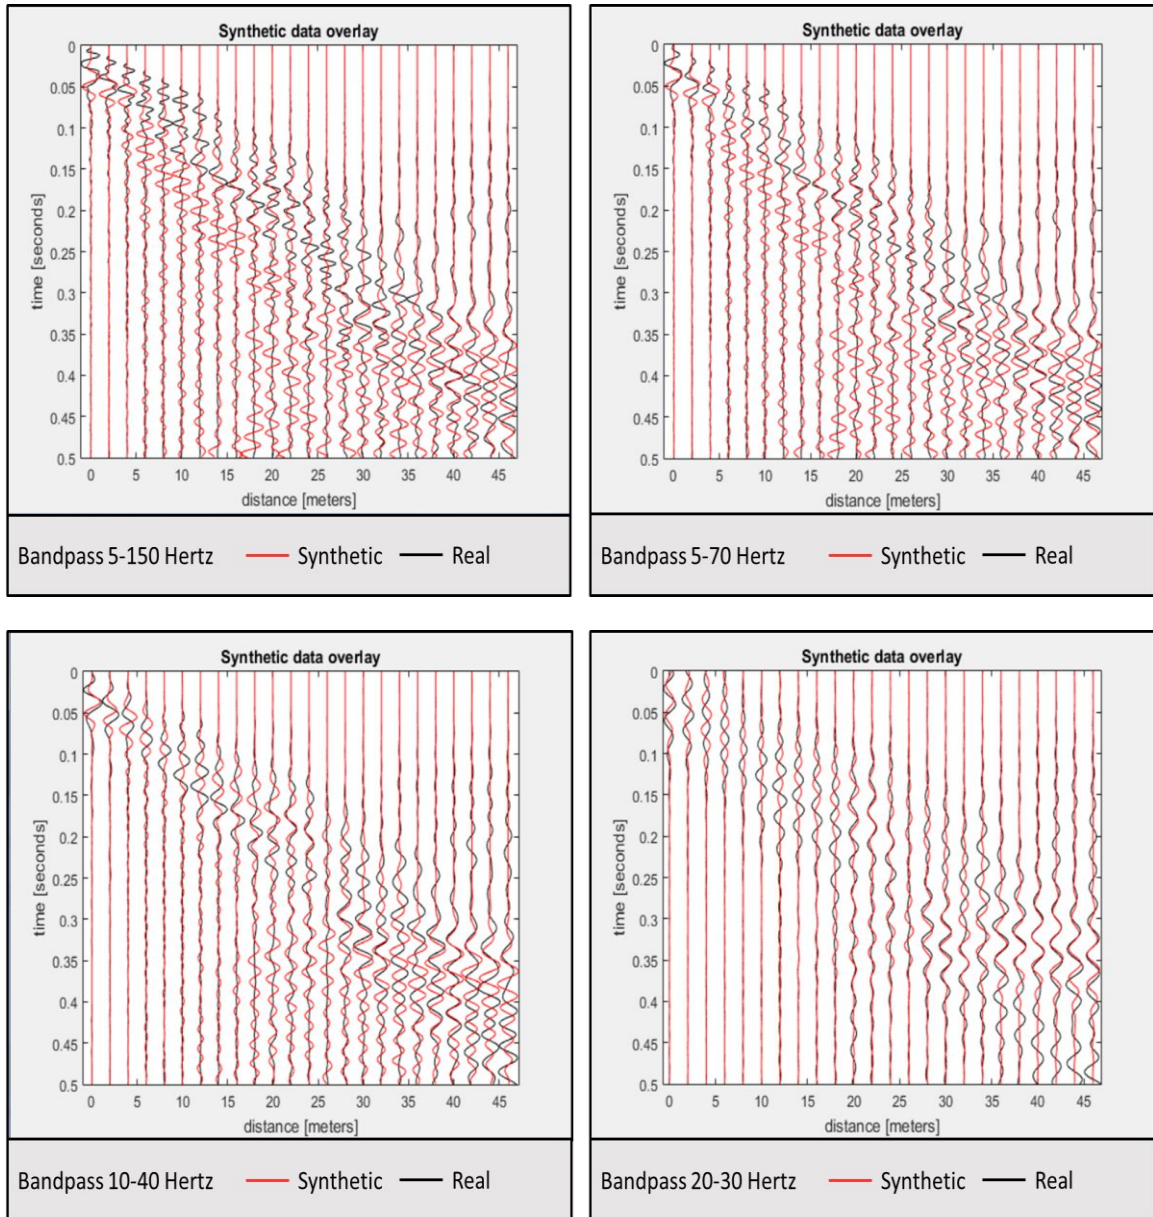 Synthetic data overlay
0
0.05
0.1
0.15
0.2
0.25
0.3
0.35
0.4
0.45
0.5
time [seconds]
0 5 10 15 20 25 30 35 40 45
distance [meters]
Bandpass 5-150 Hertz Synthetic Real
Synthetic data overlay
0
0.05
0.1
0.15
0.2
0.25
0.3
0.35
0.4
0.45
0.5
time [seconds]
0 5 10 15 20 25 30 35 40 45
distance [meters]
Bandpass 5-70 Hertz Synthetic Real
Synthetic data overlay
0
0.05
0.1
0.15
0.2
0.25
0.3
0.35
0.4
0.45
0.5
time [seconds]
0 5 10 15 20 25 30 35 40 45
distance [meters]
Bandpass 10-40 Hertz Synthetic Real
Synthetic data overlay
0
0.05
0.1
0.15
0.2
0.25
0.3
0.35
0.4
0.45
0.5
time [seconds]
0 5 10 15 20 25 30 35 40 45
distance [meters]
Bandpass 20-30 Hertz Synthetic Real